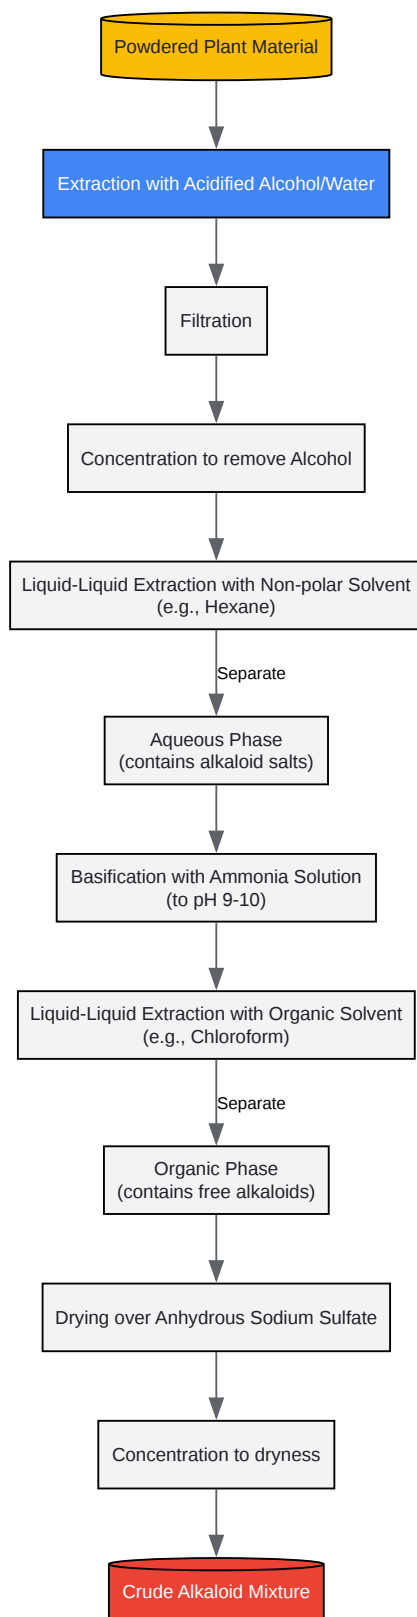 Powdered Plant Material
Extraction with Acidified Alcohol/Water
Filtration
Concentration to remove Alcohol
Liquid-Liquid Extraction with Non-polar Solvent
(e.g., Hexane)
Separate
Aqueous Phase
(contains alkaloid salts)
Basification with Ammonia Solution
(to pH 9-10)
Liquid-Liquid Extraction with Organic Solvent
(e.g., Chloroform)
Separate
Organic Phase
(contains free alkaloids)
Drying over Anhydrous Sodium Sulfate
Concentration to dryness
Crude Alkaloid Mixture